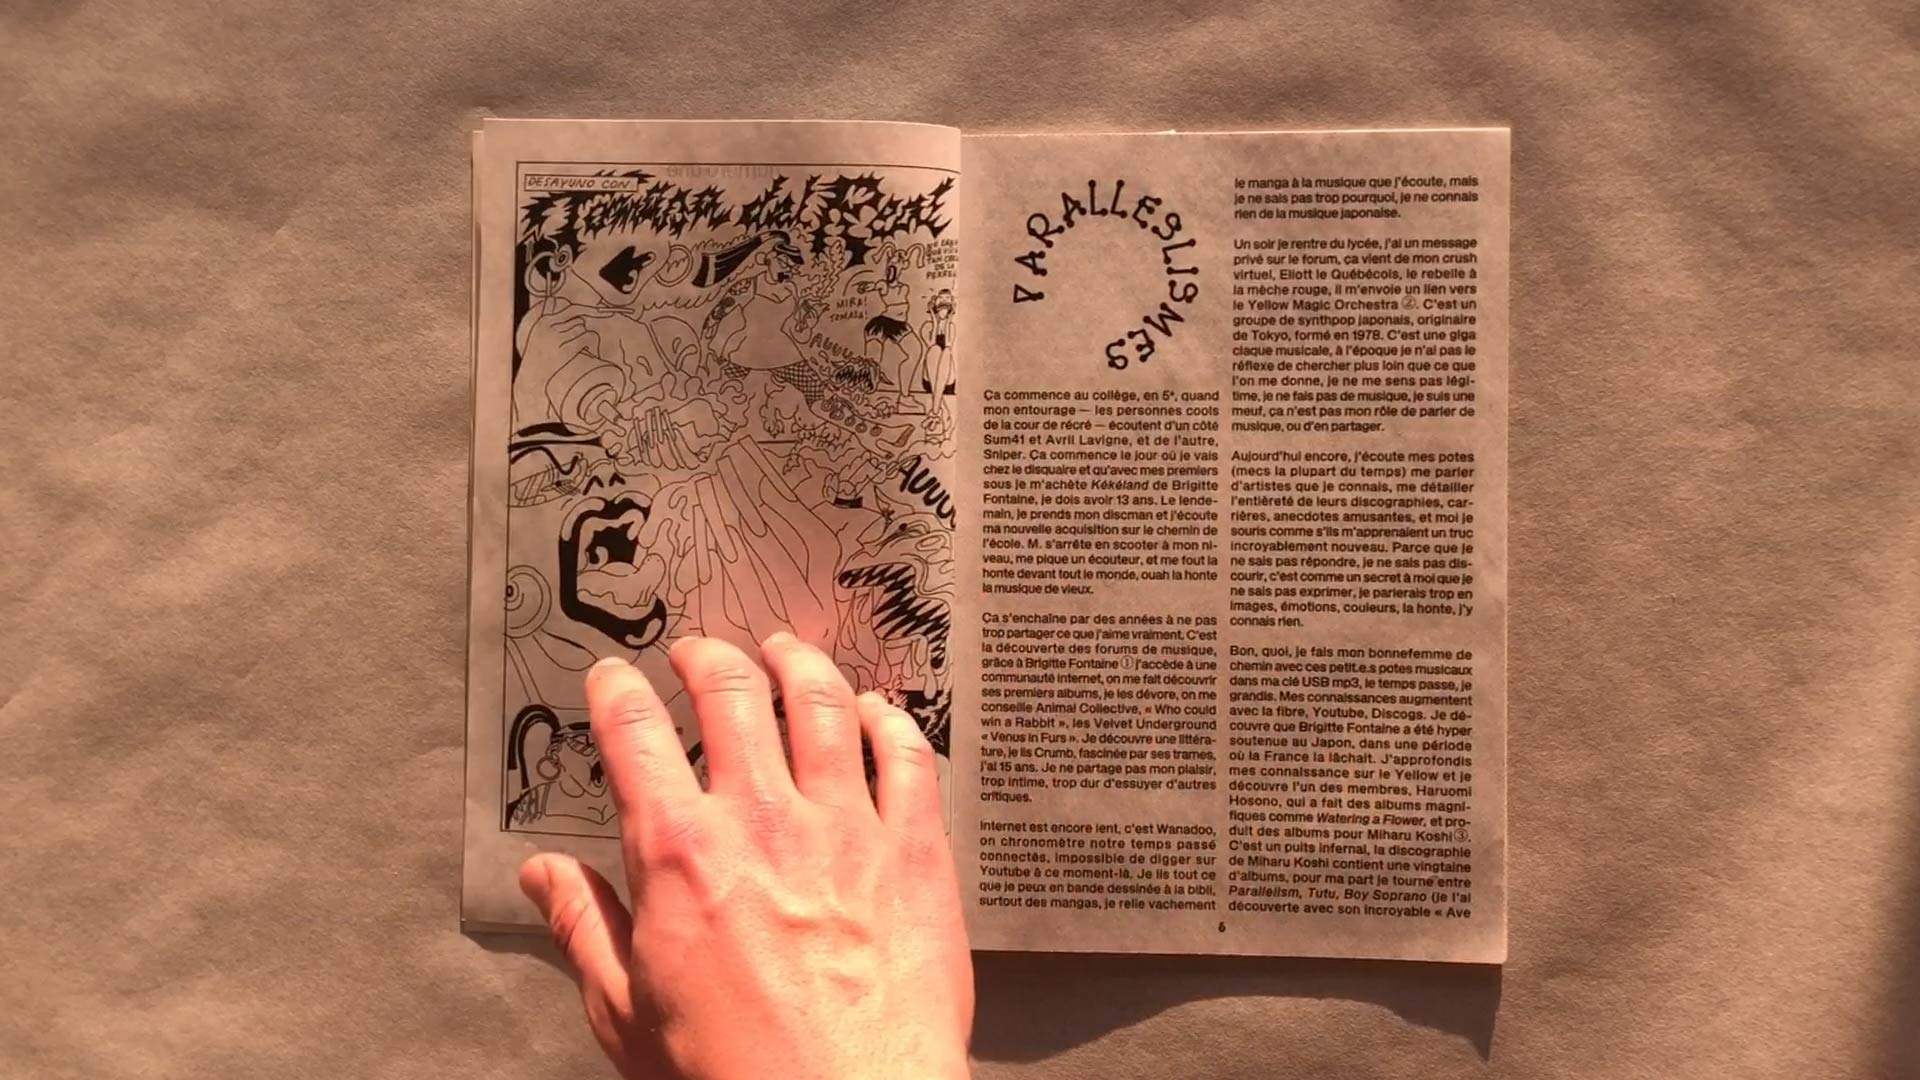 DESAYUNO CON
MIRA!
TOMALA!
PARALLESLISMES
Ça commence au collège, en 5e, quand
mon entourage — les personnes cools
de la cour de récré — écoutent d'un côté
Sum41 et Avril Lavigne, et de l'autre,
Sniper. Ça commence le jour où je vais
chez le disquaire et qu'avec mes premiers
sous je m'achète Kékéland de Brigitte
Fontaine, je dois avoir 13 ans. Le lende-
main, je prends mon discman et j'écoute
ma nouvelle acquisition sur le chemin de
l'école. M. s'arrête en scooter à mon ni-
veau, me pique un écouteur, et me fout la
honte devant tout le monde, ouah la honte
la musique de vieux.
Ça s'enchaîne par des années à ne pas
trop partager ce que j'aime vraiment. C'est
la découverte des forums de musique,
grâce à Brigitte Fontaine ① j'accède à une
communauté internet, on me fait découvrir
ses premiers albums, je les dévore, on me
conseille Animal Collective, « Who could
win a Rabbit », les Velvet Underground
« Venus in Furs ». Je découvre une littéra-
ture, je lis Crumb, fascinée par ses trames,
j'ai 15 ans. Je ne partage pas mon plaisir,
trop intime, trop dur d'essuyer d'autres
critiques.
Internet est encore lent, c'est Wanadoo,
on chronomètre notre temps passé
connectés, impossible de digger sur
Youtube à ce moment-là. Je lis tout ce
que je peux en bande dessinée à la bibli,
surtout des mangas, je relie vachement
le manga à la musique que j'écoute, mais
je ne sais pas trop pourquoi, je ne connais
rien de la musique japonaise.
Un soir je rentre du lycée, j'ai un message
privé sur le forum, ça vient de mon crush
virtuel, Eliott le Québécois, le rebelle à
la mèche rouge, il m'envoie un lien vers
le Yellow Magic Orchestra ②. C'est un
groupe de synthpop japonais, originaire
de Tokyo, formé en 1978. C'est une giga
claque musicale, à l'époque je n'ai pas le
réflexe de chercher plus loin que ce que
l'on me donne, je ne me sens pas légi-
time, je ne fais pas de musique, je suis une
meuf, ça n'est pas mon rôle de parler de
musique, ou d'en partager.
Aujourd'hui encore, j'écoute mes potes
(mecs la plupart du temps) me parler
d'artistes que je connais, me détailler
l'entièreté de leurs discographies, car-
rières, anecdotes amusantes, et moi je
souris comme s'ils m'apprenaient un truc
incroyablement nouveau. Parce que je
ne sais pas répondre, je ne sais pas dis-
courir, c'est comme un secret à moi que je
ne sais pas exprimer, je parlerais trop en
images, émotions, couleurs, la honte, j'y
connais rien.
Bon, quoi, je fais mon bonnefemme de
chemin avec ces petit.e.s potes musicaux
dans ma clé USB mp3, le temps passe, je
grandis. Mes connaissances augmentent
avec la fibre, Youtube, Discogs. Je dé-
couvre que Brigitte Fontaine a été hyper
soutenue au Japon, dans une période
où la France la lâchait. J'approfondis
mes connaissance sur le Yellow et je
découvre l'un des membres, Haruomi
Hosono, qui a fait des albums magni-
fiques comme Watering a Flower, et pro-
duit des albums pour Miharu Koshi ③.
C'est un puits infernal, la discographie
de Miharu Koshi contient une vingtaine
d'albums, pour ma part je tourne entre
Parallelism, Tutu, Boy Soprano (je l'ai
découverte avec son incroyable « Ave
6